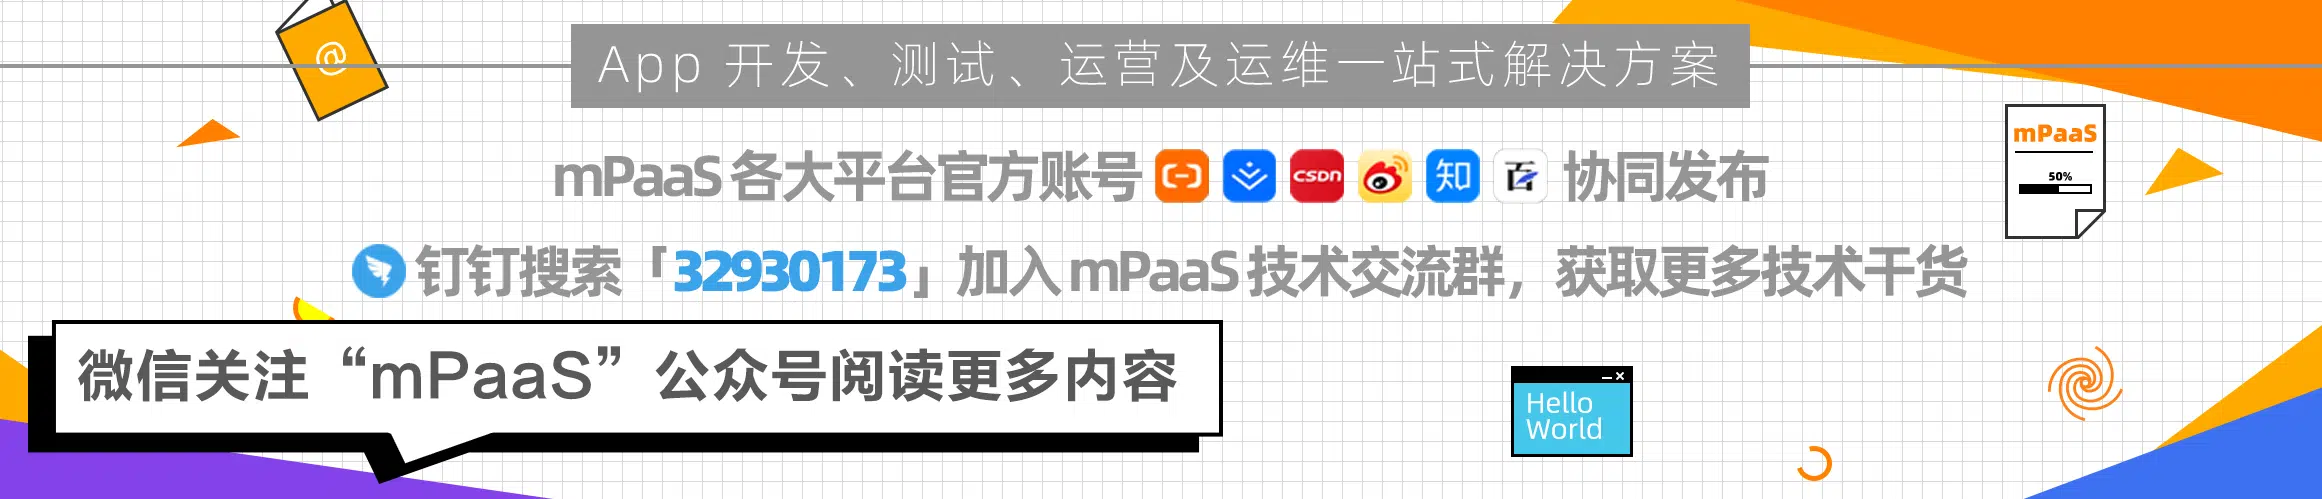 @
App 开发、测试、运营及运维一站式解决方案
mPaaS 各大平台官方账号 CSDN 知 百 协同发布
mPaaS
50%
钉钉搜索「32930173」加入 mPaaS 技术交流群，获取更多技术干货
微信关注“mPaaS”公众号阅读更多内容
Hello
World